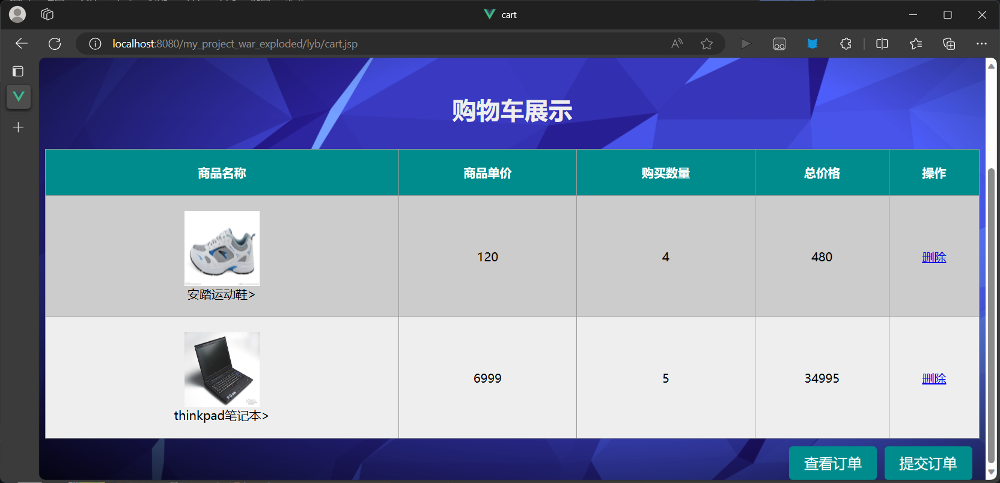 cart
localhost:8080/my_project_war_exploded/lyb/cart.jsp
购物车展示
商品名称 商品单价 购买数量 总价格 操作
安踏运动鞋> 120 4 480 删除
thinkpad笔记本> 6999 5 34995 删除
查看订单 提交订单